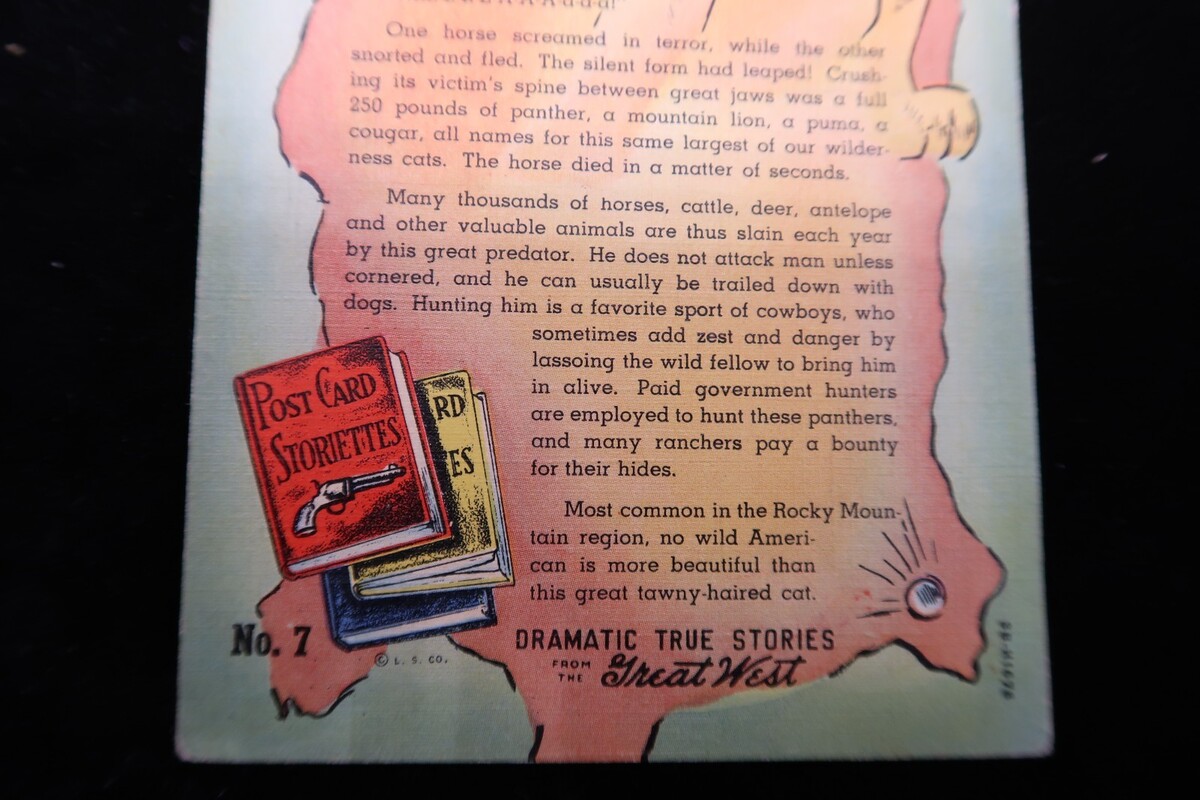 One horse screamed in terror, while the other
snorted and fled. The silent form had leaped! Crush-
ing its victim's spine between great jaws was a full
250 pounds of panther, a mountain lion, a puma, a
cougar, all names for this same largest of our wilder-
ness cats. The horse died in a matter of seconds.
Many thousands of horses, cattle, deer, antelope
and other valuable animals are thus slain each year
by this great predator. He does not attack man unless
cornered, and he can usually be trailed down with
dogs. Hunting him is a favorite sport of cowboys, who
sometimes add zest and danger by
lassoing the wild fellow to bring him
in alive. Paid government hunters
are employed to hunt these panthers,
and many ranchers pay a bounty
for their hides.
Most common in the Rocky Moun-
tain region, no wild Ameri-
can is more beautiful than
this great tawny-haired cat.
POST CARD
STORIETTES
RD
ES
No. 7
© L. S. CO.
DRAMATIC TRUE STORIES
FROM THE Great West